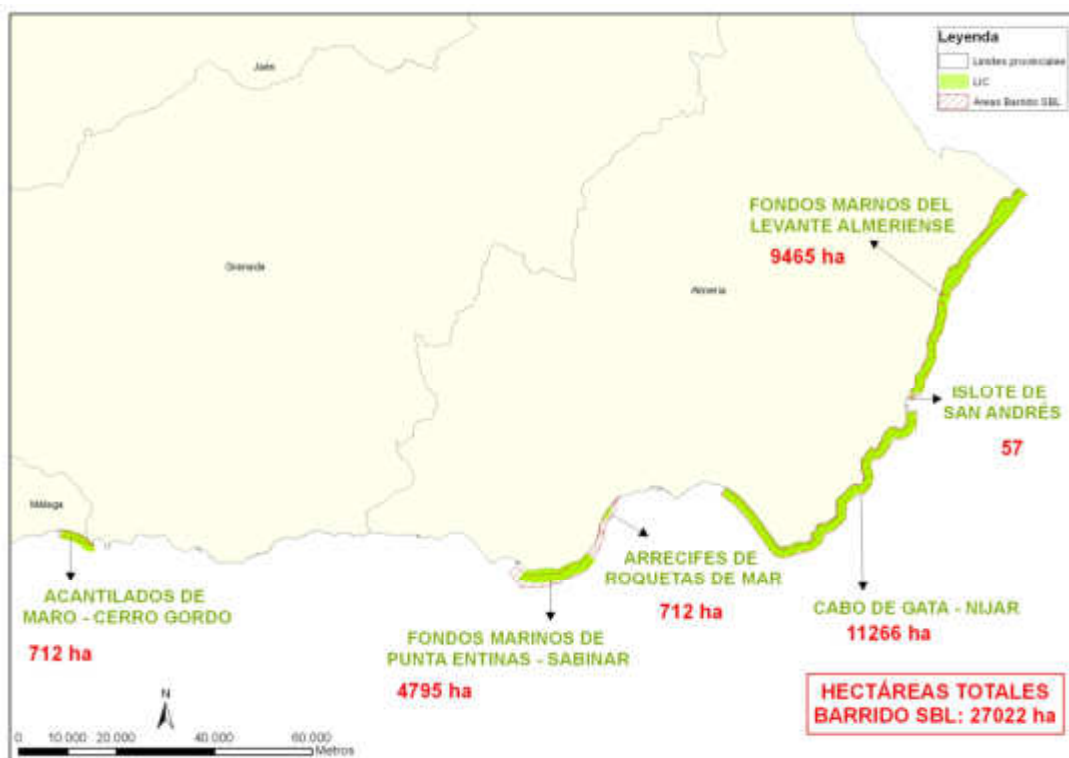 Leyenda
Límites provinciales
LIC
Áreas Barrido SBL
Jaén
FONDOS MARNOS DEL
LEVANTE ALMERIENSE
9465 ha
Granada
Almería
ISLOTE DE
SAN ANDRÉS
57
Málaga
ACANTILADOS DE
MARO - CERRO GORDO
712 ha
ARRECIFES DE
ROQUETAS DE MAR
712 ha
CABO DE GATA - NIJAR
11266 ha
FONDOS MARINOS DE
PUNTA ENTINAS - SABINAR
4795 ha
HECTÁREAS TOTALES
BARRIDO SBL: 27022 ha
N
0 10.000 20.000 40.000 60.000
Metros